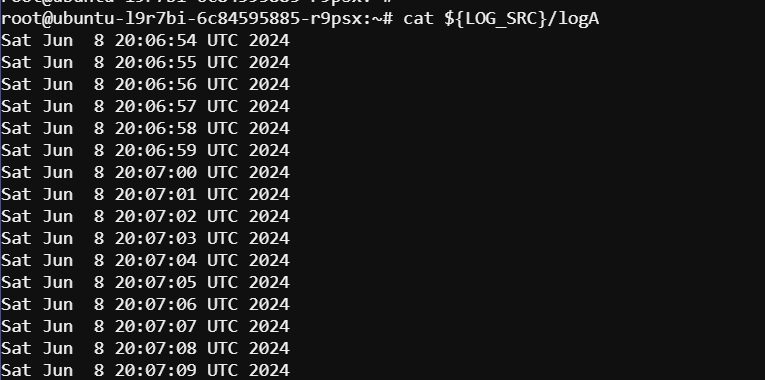 root@ubuntu-l9r7bi-6c84595885-r9psx:~#
root@ubuntu-l9r7bi-6c84595885-r9psx:~# cat ${LOG_SRC}/logA
Sat Jun  8 20:06:54 UTC 2024
Sat Jun  8 20:06:55 UTC 2024
Sat Jun  8 20:06:56 UTC 2024
Sat Jun  8 20:06:57 UTC 2024
Sat Jun  8 20:06:58 UTC 2024
Sat Jun  8 20:06:59 UTC 2024
Sat Jun  8 20:07:00 UTC 2024
Sat Jun  8 20:07:01 UTC 2024
Sat Jun  8 20:07:02 UTC 2024
Sat Jun  8 20:07:03 UTC 2024
Sat Jun  8 20:07:04 UTC 2024
Sat Jun  8 20:07:05 UTC 2024
Sat Jun  8 20:07:06 UTC 2024
Sat Jun  8 20:07:07 UTC 2024
Sat Jun  8 20:07:08 UTC 2024
Sat Jun  8 20:07:09 UTC 2024